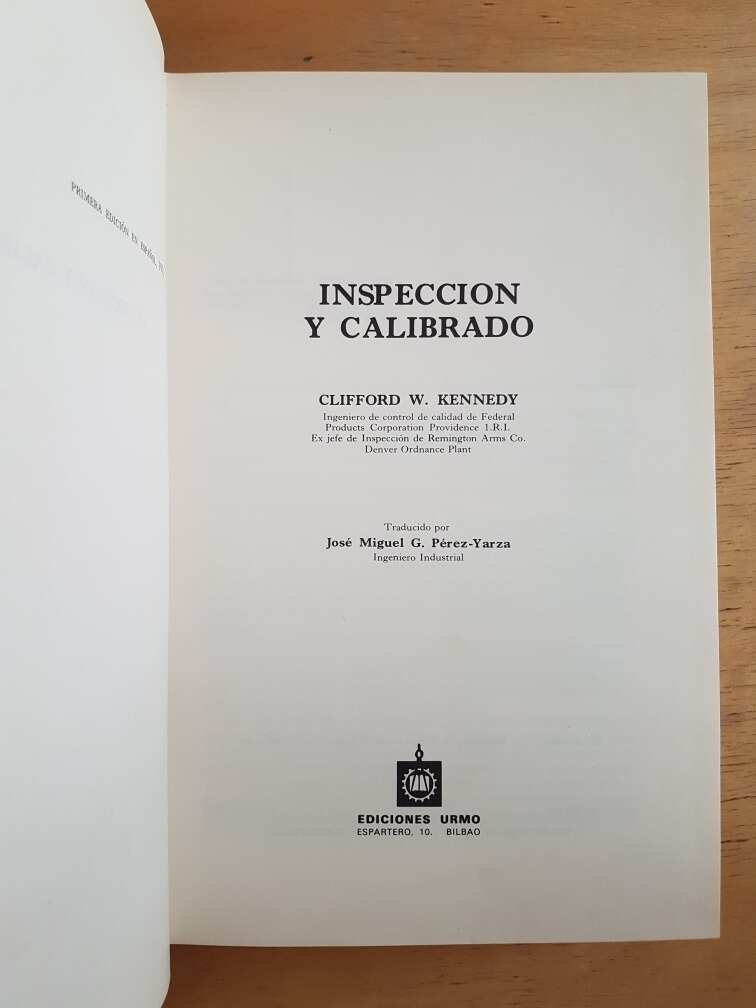 PRIMERA EDICIÓN EN ESPAÑOL,
INSPECCION
Y CALIBRADO
CLIFFORD W. KENNEDY
Ingeniero de control de calidad de Federal
Products Corporation Providence 1.R.I.
Ex jefe de Inspección de Remington Arms Co.
Denver Ordnance Plant
Traducido por
José Miguel G. Pérez-Yarza
Ingeniero Industrial
EDICIONES URMO
ESPARTERO, 10. BILBAO